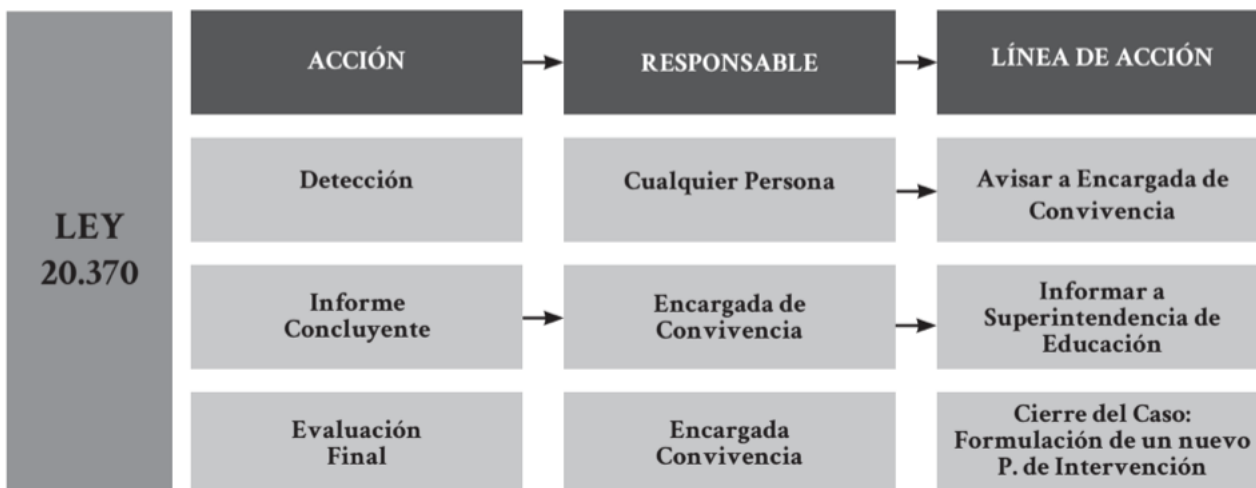 LEY
20.370
ACCIÓN
RESPONSABLE
LÍNEA DE ACCIÓN
Detección
Cualquier Persona
Avisar a Encargada de
Convivencia
Informe
Concluyente
Encargada de
Convivencia
Informar a
Superintendencia de
Educación
Evaluación
Final
Encargada
Convivencia
Cierre del Caso:
Formulación de un nuevo
P. de Intervención